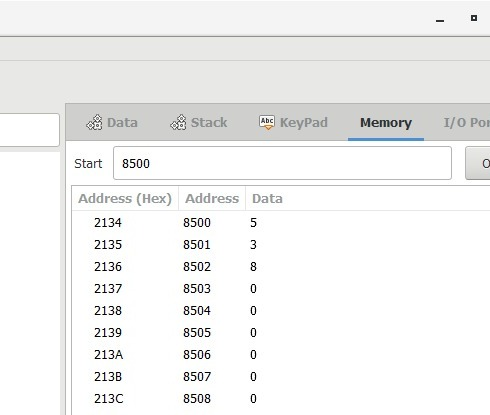 Data Stack Abc KeyPad Memory I/O Por
Start 8500 O
Address (Hex) Address Data
2134 8500 5
2135 8501 3
2136 8502 8
2137 8503 0
2138 8504 0
2139 8505 0
213A 8506 0
213B 8507 0
213C 8508 0